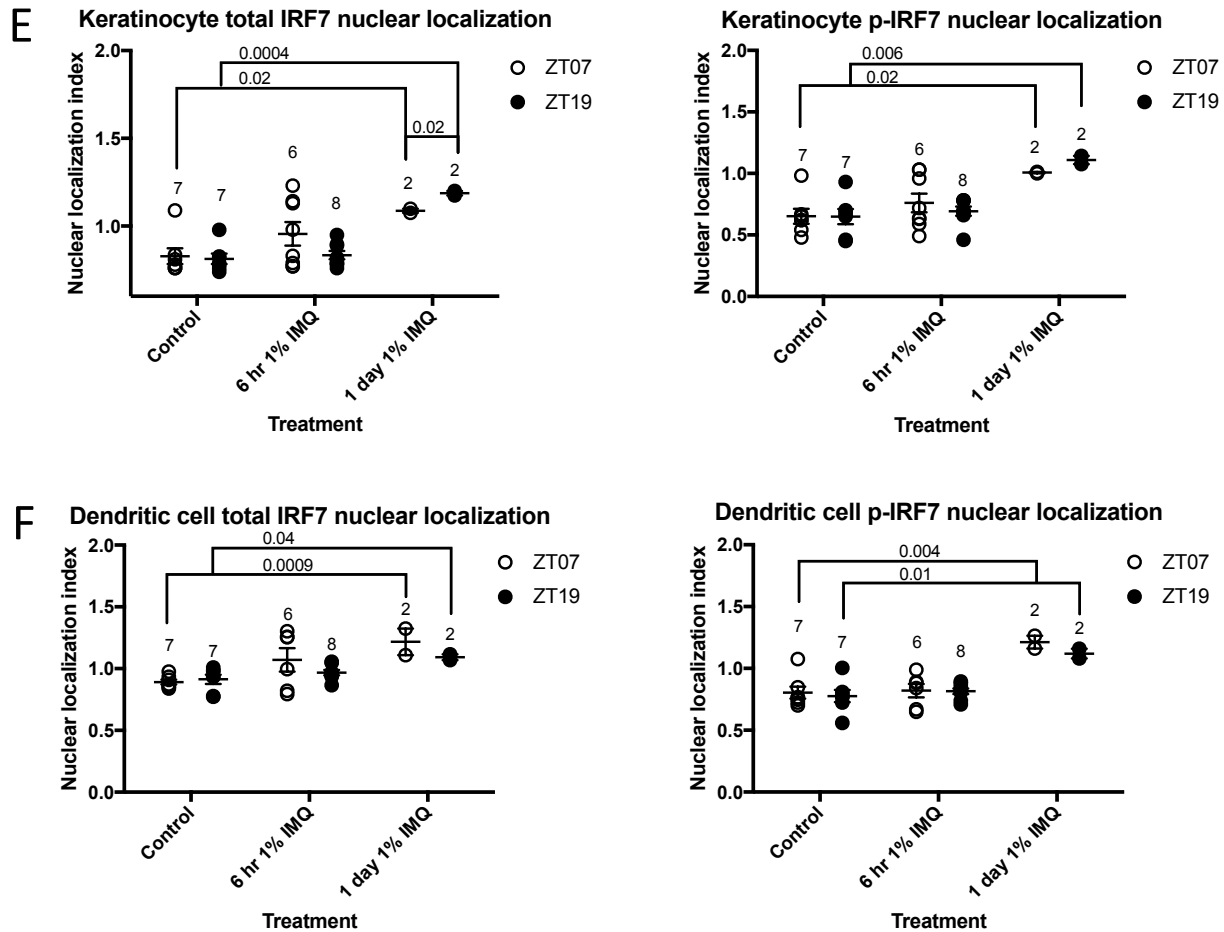 E
Keratinocyte total IRF7 nuclear localization
2.0
1.5
1.0
Nuclear localization index
0.0004
0.02
0.02
7
7
6
8
2
2
ZT07
ZT19
Control
6 hr 1% IMQ
1 day 1% IMQ
Treatment
Keratinocyte p-IRF7 nuclear localization
2.0
1.5
1.0
0.5
0.0
Nuclear localization index
0.006
0.02
7
7
6
8
2
2
ZT07
ZT19
Control
6 hr 1% IMQ
1 day 1% IMQ
Treatment
F
Dendritic cell total IRF7 nuclear localization
2.0
1.5
1.0
0.5
0.0
Nuclear localization index
0.04
0.0009
7
7
6
8
2
2
ZT07
ZT19
Control
6 hr 1% IMQ
1 day 1% IMQ
Treatment
Dendritic cell p-IRF7 nuclear localization
2.0
1.5
1.0
0.5
0.0
Nuclear localization index
0.004
0.01
7
7
6
8
2
2
ZT07
ZT19
Control
6 hr 1% IMQ
1 day 1% IMQ
Treatment